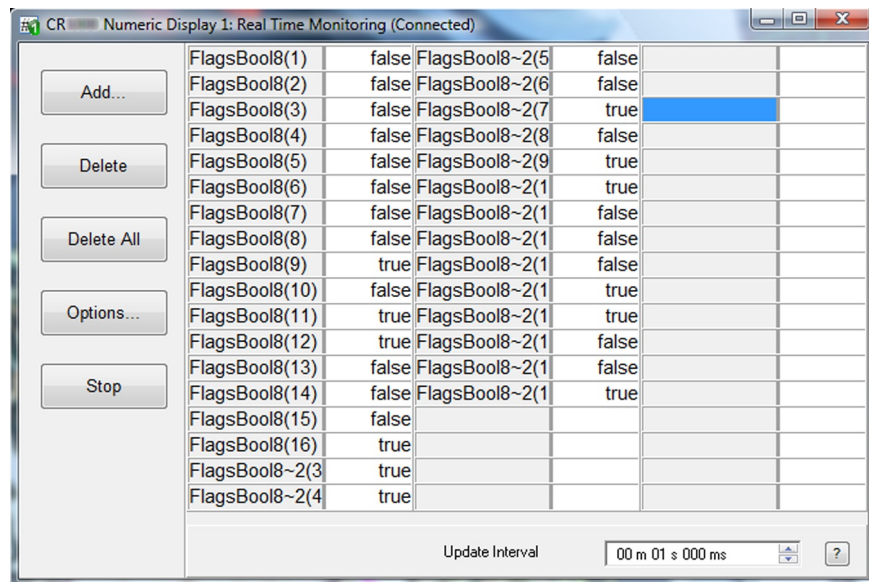 CR Numeric Display 1: Real Time Monitoring (Connected)
Add...
Delete
Delete All
Options...
Stop
FlagsBool8(1) false FlagsBool8~2(5 false
FlagsBool8(2) false FlagsBool8~2(6 false
FlagsBool8(3) false FlagsBool8~2(7 true
FlagsBool8(4) false FlagsBool8~2(8 false
FlagsBool8(5) false FlagsBool8~2(9 true
FlagsBool8(6) false FlagsBool8~2(1 true
FlagsBool8(7) false FlagsBool8~2(1 false
FlagsBool8(8) false FlagsBool8~2(1 false
FlagsBool8(9) true FlagsBool8~2(1 false
FlagsBool8(10) false FlagsBool8~2(1 true
FlagsBool8(11) true FlagsBool8~2(1 true
FlagsBool8(12) true FlagsBool8~2(1 false
FlagsBool8(13) false FlagsBool8~2(1 false
FlagsBool8(14) false FlagsBool8~2(1 true
FlagsBool8(15) false
FlagsBool8(16) true
FlagsBool8~2(3 true
FlagsBool8~2(4 true
Update Interval 00 m 01 s 000 ms ?